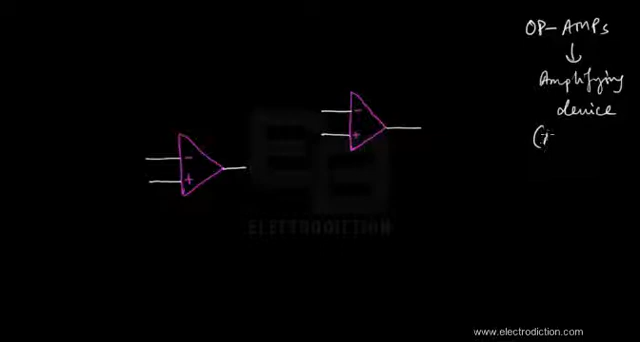 OP-AMPs
↓
Amplifying
device
-
+
-
+
ELECTRODICTION
www.electrodiction.com